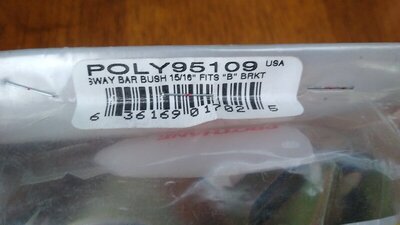 POLY95109 USA
SWAY BAR BUSH 15/16" FITS "B" BRKT
6 36169 01702 5